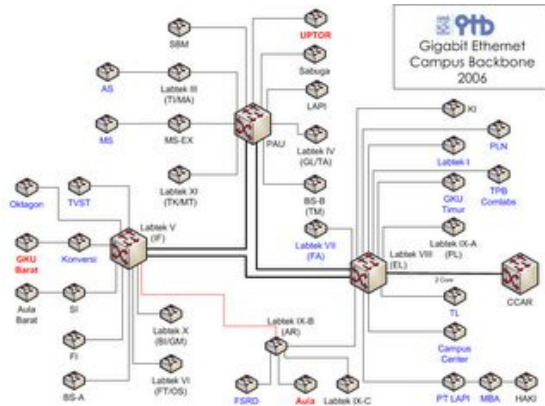 ITB
Gigabit Ethernet
Campus Backbone
2006
SBM
UPTOR
AS
Labtek III
(TI/MA)
Sabuga
LAPI
MS
MS-EX
PAU
Labtek IV
(GL/TA)
Labtek XI
(TK/MT)
BS-B
(TM)
KI
PLN
Labtek I
TPB
Comlabs
GKU
Timur
Oktagon
TVST
Labtek V
(IF)
Labtek VII
(FA)
Labtek VIII
(EL)
Labtek IX-A
(PL)
GKU
Barat
Konversi
2 Core
CCAR
TL
Aula
Barat
SI
Labtek X
(BI/GM)
Labtek IX-B
(AR)
Campus
Center
FI
BS-A
Labtek VI
(FT/OS)
FSRD
Aula
Labtek IX-C
PT LAPI
MBA
HAKI